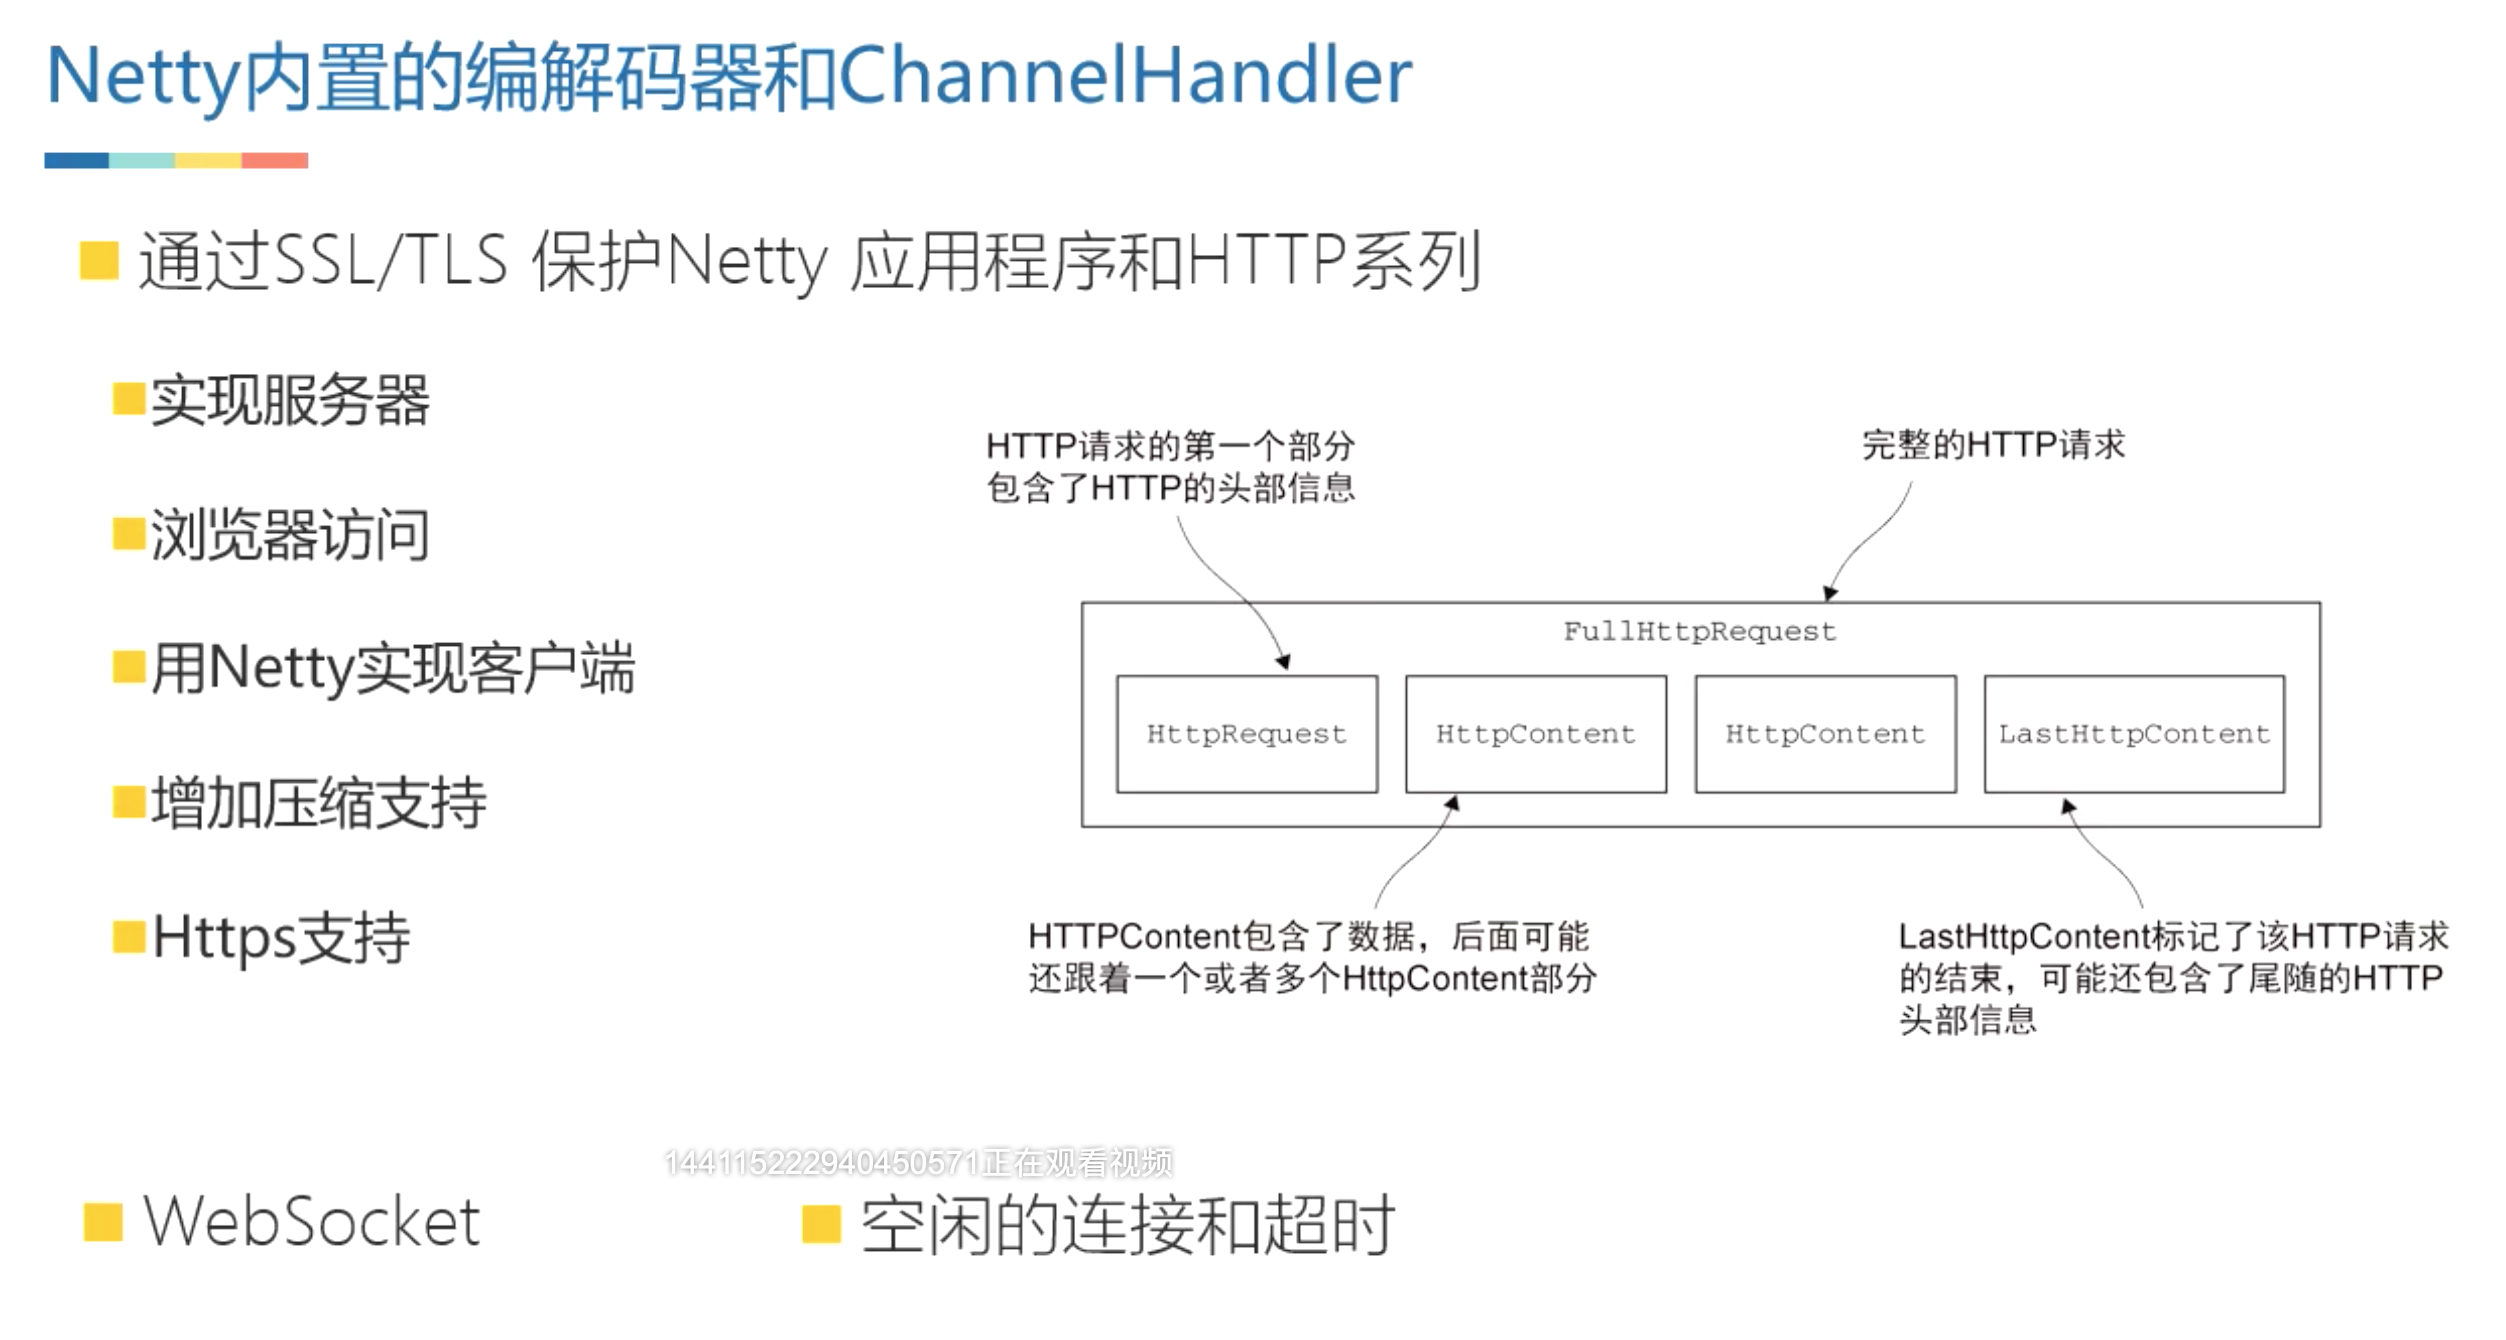 Netty内置的编解码器和ChannelHandler
通过SSL/TLS 保护Netty 应用程序和HTTP系列
实现服务器
浏览器访问
用Netty实现客户端
增加压缩支持
Https支持
HTTP请求的第一个部分
包含了HTTP的头部信息
完整的HTTP请求
FullHttpRequest
HttpRequest
HttpContent
HttpContent
LastHttpContent
HTTPContent包含了数据，后面可能
还跟着一个或者多个HttpContent部分
LastHttpContent标记了该HTTP请求
的结束，可能还包含了尾随的HTTP
头部信息
144115222940450571正在观看视频
WebSocket
空闲的连接和超时